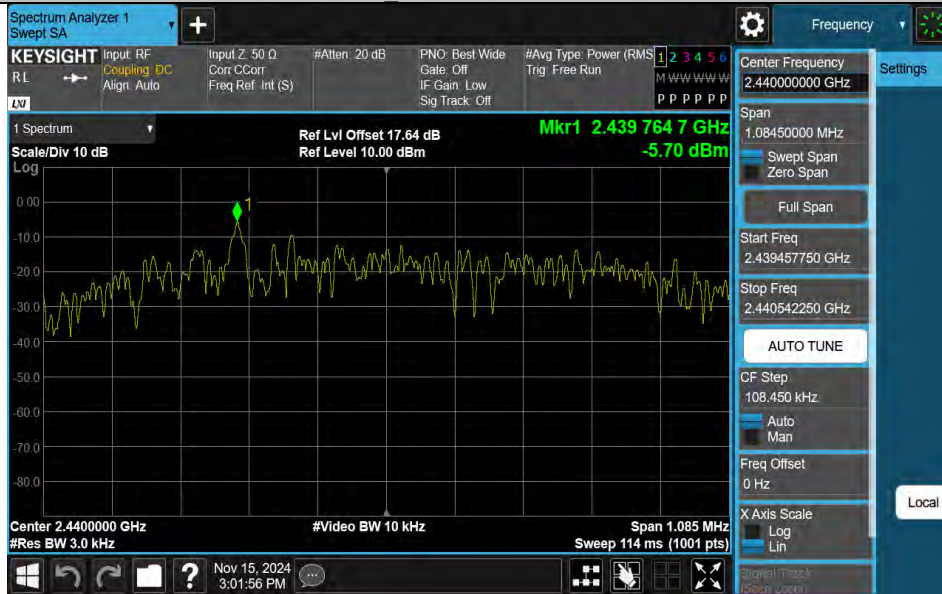 Spectrum Analyzer 1
Swept SA
+
Frequency
KEYSIGHT
RL
LXI
Input: RF
Coupling: DC
Align: Auto
Input Z: 50 Ω
Corr CCorr
Freq Ref: Int (S)
#Atten: 20 dB
PNO: Best Wide
Gate: Off
IF Gain: Low
Sig Track: Off
#Avg Type: Power (RMS
Trig: Free Run
1 2 3 4 5 6
M W W W W W
P P P P P P
Center Frequency
2.440000000 GHz
Settings
Span
1.08450000 MHz
Swept Span
Zero Span
Full Span
Start Freq
2.439457750 GHz
Stop Freq
2.440542250 GHz
AUTO TUNE
CF Step
108.450 kHz
Auto
Man
Freq Offset
0 Hz
X Axis Scale
Log
Lin
Local
1 Spectrum
Scale/Div 10 dB
Log
Ref Lvl Offset 17.64 dB
Ref Level 10.00 dBm
Mkr1 2.439 764 7 GHz
-5.70 dBm
1
0.00
-10.0
-20.0
-30.0
-40.0
-50.0
-60.0
-70.0
-80.0
Center 2.4400000 GHz
#Res BW 3.0 kHz
#Video BW 10 kHz
Span 1.085 MHz
Sweep 114 ms (1001 pts)
?
Nov 15, 2024
3:01:56 PM